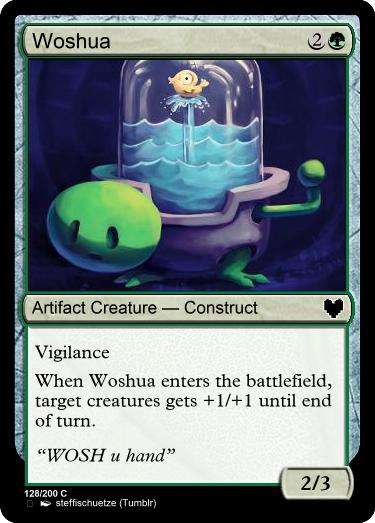 Woshua 2
Artifact Creature — Construct
Vigilance
When Woshua enters the battlefield,
target creatures gets +1/+1 until end
of turn.
“WOSH u hand”
2/3
128/200 C
steffischuetze (Tumblr)